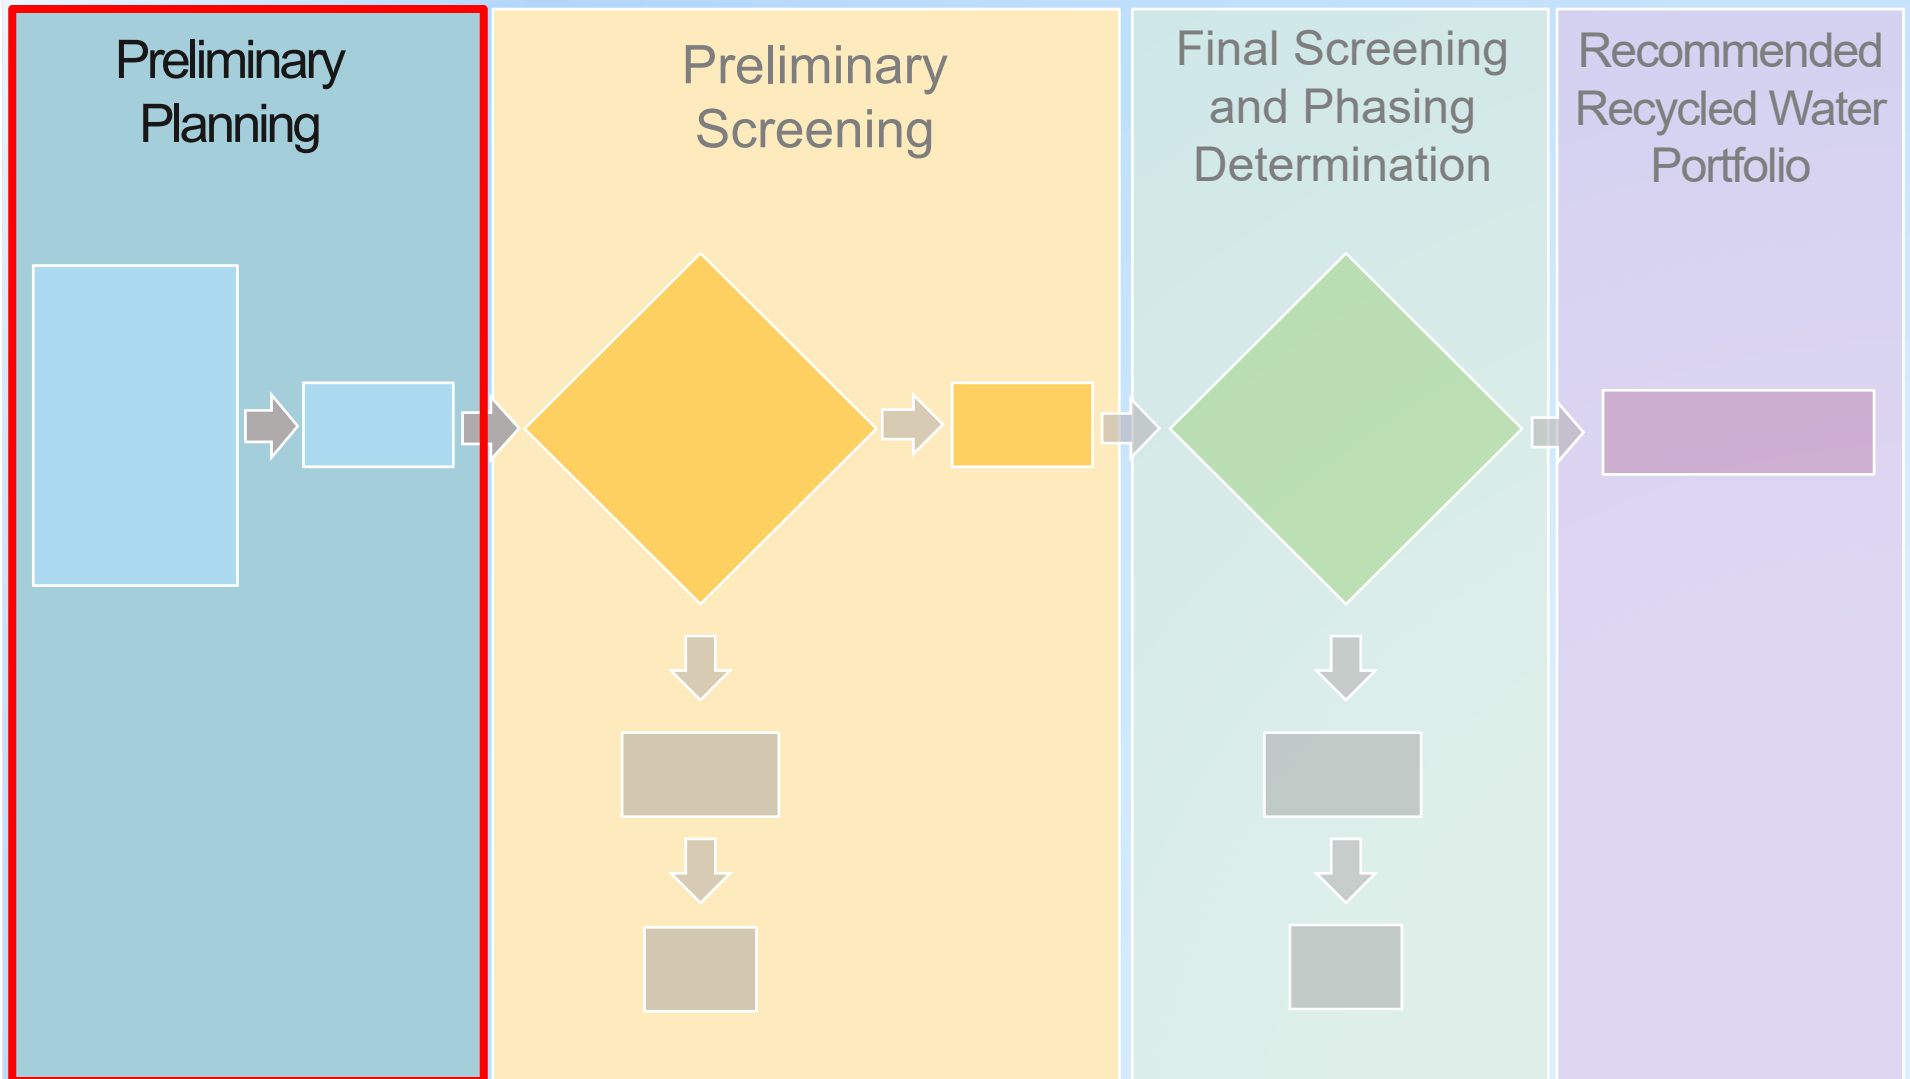 Preliminary
Planning
Preliminary
Screening
Final Screening
and Phasing
Determination
Recommended
Recycled Water
Portfolio